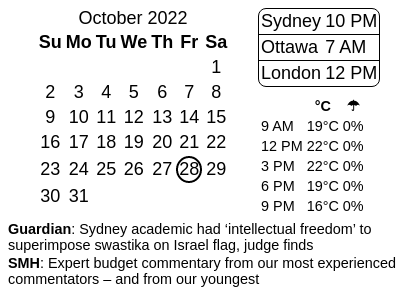 October 2022
Su Mo Tu We Th Fr Sa
1
2 3 4 5 6 7 8
9 10 11 12 13 14 15
16 17 18 19 20 21 22
23 24 25 26 27 28 29
30 31
Sydney 10 PM
Ottawa 7 AM
London 12 PM
°C ☂
9 AM 19°C 0%
12 PM 22°C 0%
3 PM 22°C 0%
6 PM 19°C 0%
9 PM 16°C 0%
Guardian: Sydney academic had ‘intellectual freedom’ to
superimpose swastika on Israel flag, judge finds
SMH: Expert budget commentary from our most experienced
commentators – and from our youngest